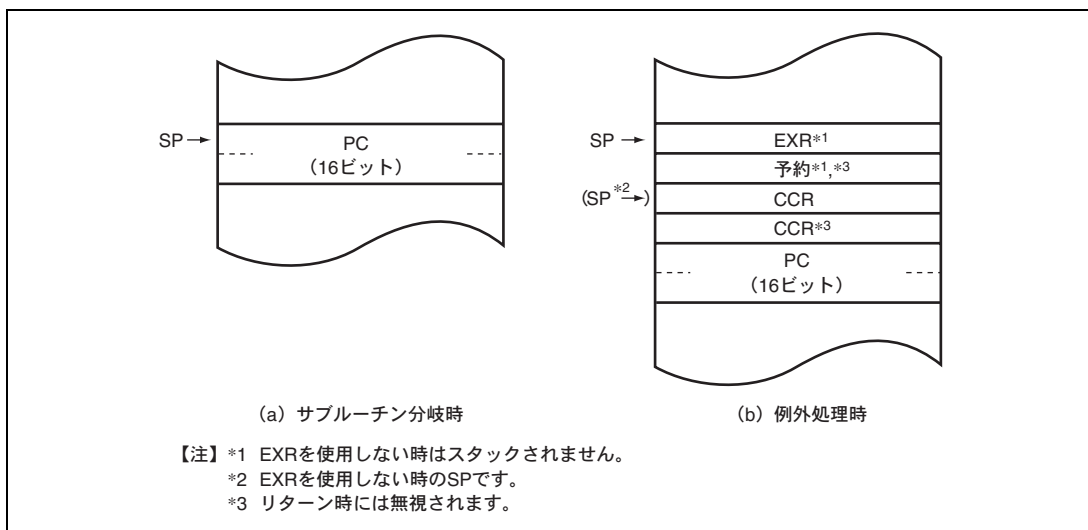 SP→
PC
（16ビット）
（a）サブルーチン分岐時
SP→
(SP*2→)
EXR*1
予約*1,*3
CCR
CCR*3
PC
（16ビット）
（b）例外処理時
【注】*1 EXRを使用しない時はスタックされません。
*2 EXRを使用しない時のSPです。
*3 リターン時には無視されます。